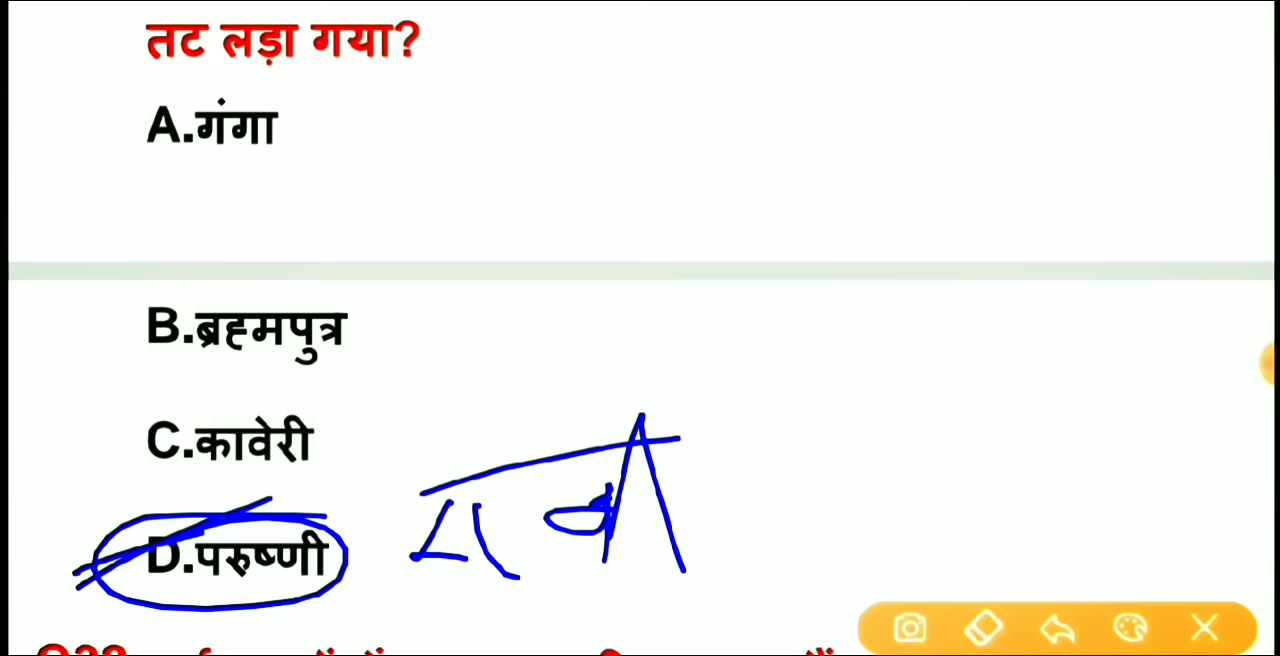 तट लड़ा गया?
A.गंगा
B.ब्रह्मपुत्र
C.कावेरी
D.परुष्णी